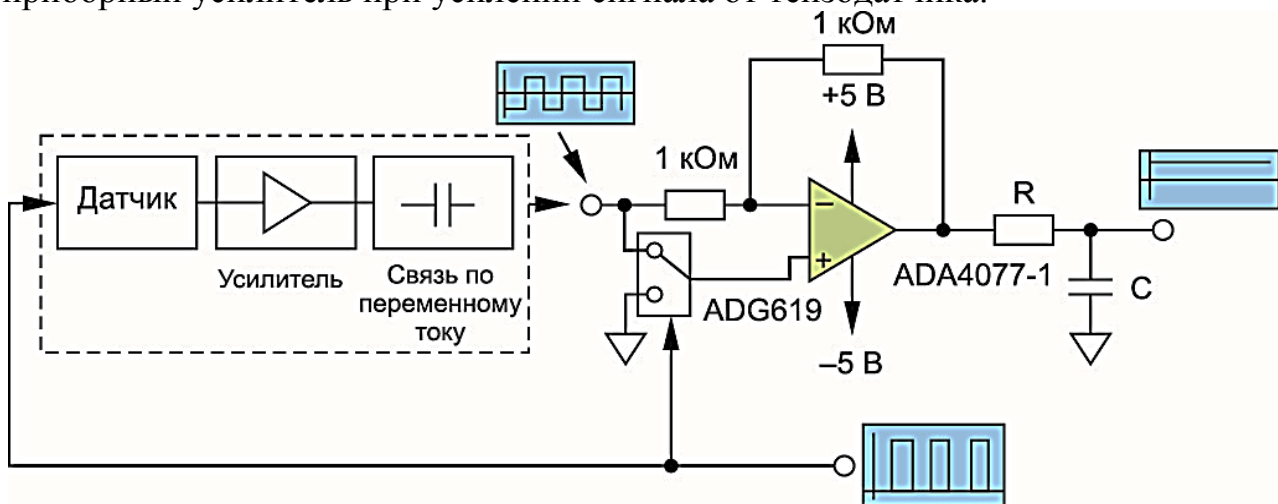 приборный усилитель при усилении сигнала от тензодатчика.
1 кОм
+5 В
1 кОм
Датчик
Усилитель
Связь по
переменному
току
−
+
ADG619
ADA4077-1
–5 В
R
C